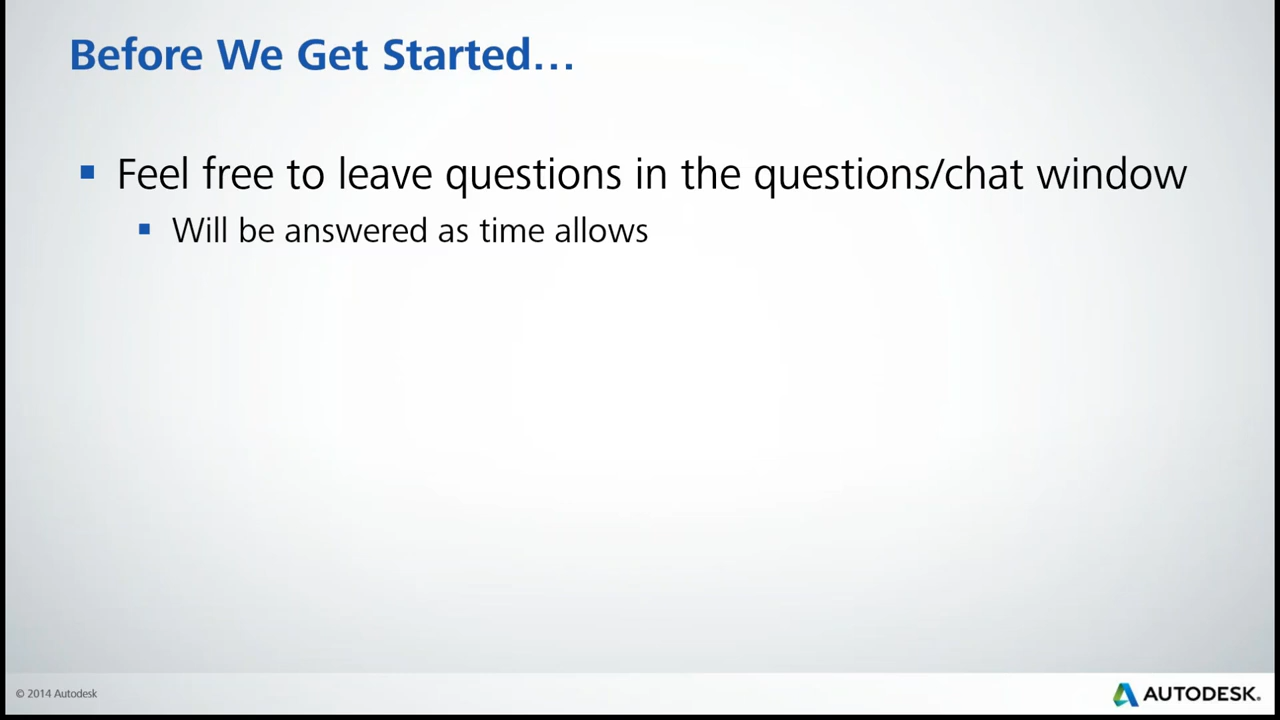 Before We Get Started…
Feel free to leave questions in the questions/chat window
Will be answered as time allows
© 2014 Autodesk
AUTODESK.